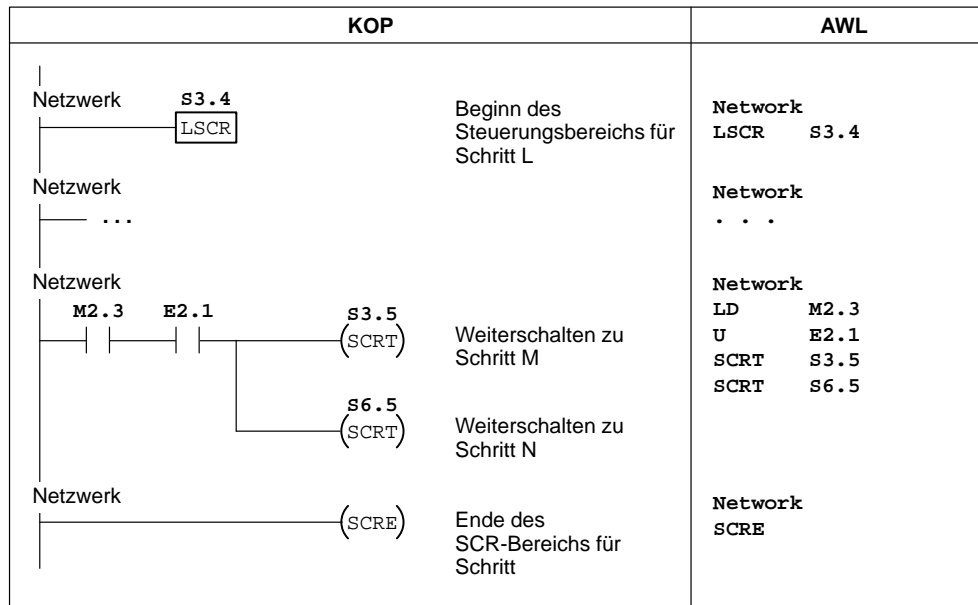 KOP AWL
Netzwerk S3.4
LSCR
Beginn des
Steuerungsbereichs für
Schritt L
Network
LSCR S3.4
Netzwerk
...
Network
. . .
Netzwerk
M2.3 E2.1 S3.5
SCRT
Weiterschalten zu
Schritt M
S6.5
SCRT
Weiterschalten zu
Schritt N
Network
LD M2.3
U E2.1
SCRT S3.5
SCRT S6.5
Netzwerk
SCRE
Ende des
SCR-Bereichs für
Schritt
Network
SCRE